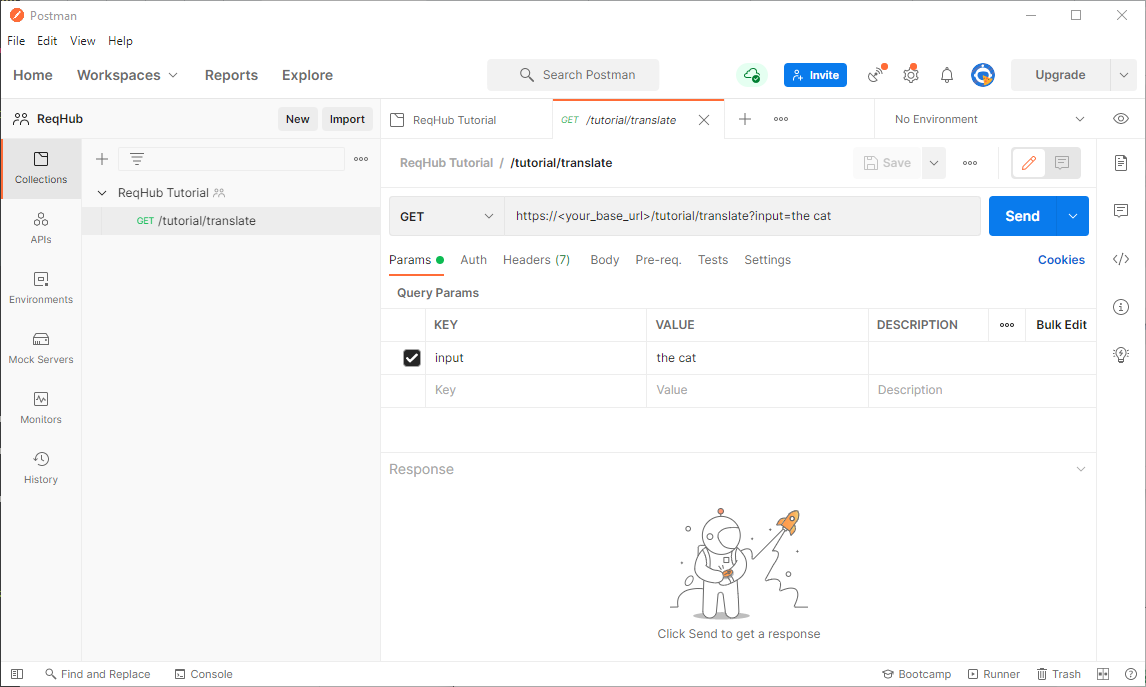 Postman
File Edit View Help
Home Workspaces Reports Explore Search Postman Invite Upgrade
ReqHub New Import
ReqHub Tutorial GET /tutorial/translate No Environment
Collections
APIs
Environments
Mock Servers
Monitors
History
ReqHub Tutorial
GET /tutorial/translate
ReqHub Tutorial / /tutorial/translate Save
GET https://<your_base_url>/tutorial/translate?input=the cat Send
Params Auth Headers (7) Body Pre-req. Tests Settings Cookies
Query Params
KEY VALUE DESCRIPTION Bulk Edit
input the cat
Key Value Description
Response
Click Send to get a response
Find and Replace Console Bootcamp Runner Trash